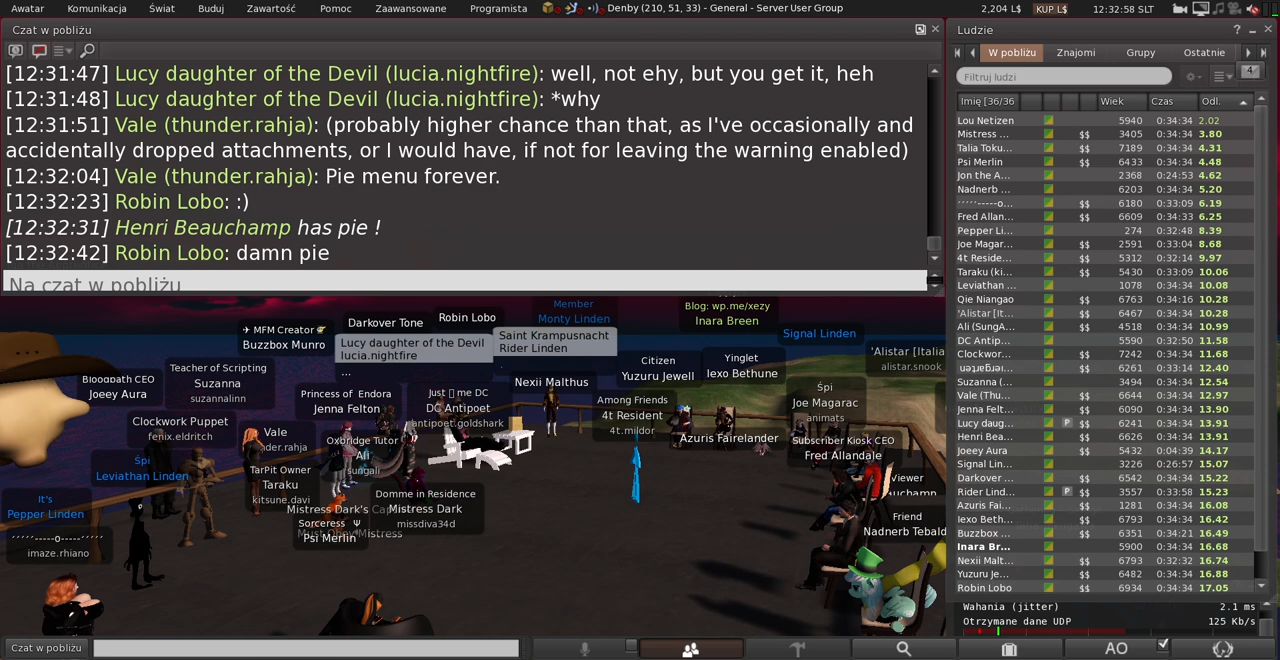 Awatar Komunikacja Świat Buduj Zawartość Pomoc Zaawansowane Programista Denby (210, 51, 33) - General - Server User Group 2,204 L$ KUP L$ 12:32:58 SLT
Czat w pobliżu
[12:31:47] Lucy daughter of the Devil (lucia.nightfire): well, not ehy, but you get it, heh
[12:31:48] Lucy daughter of the Devil (lucia.nightfire): *why
[12:31:51] Vale (thunder.rahja): (probably higher chance than that, as I've occasionally and
accidentally dropped attachments, or I would have, if not for leaving the warning enabled)
[12:32:04] Vale (thunder.rahja): Pie menu forever.
[12:32:23] Robin Lobo: :)
[12:32:31] Henri Beauchamp has pie !
[12:32:42] Robin Lobo: damn pie
Na czat w pobliżu
Member
Monty Linden
Blog: wp.me/xezy
Inara Breen
✈ MFM Creator
Buzzbox Munro
Darkover Tone
Robin Lobo
Lucy daughter of the Devil
lucia.nightfire
...
Saint Krampusnacht
Rider Linden
Signal Linden
'Alistar [Italia
alistar.snook
Teacher of Scripting
Suzanna
suzannalinn
Bloodbath CEO
Joeey Aura
Citizen
Yuzuru Jewell
Yinglet
Iexo Bethune
Nexii Malthus
Princess of Endora
Jenna Felton
Just me DC
DC Antipoet
antipoet.goldshark
Among Friends
4t Resident
4t.mildor
Śpi
Joe Magarac
animats
Clockwork Puppet
fenix.eldritch
Vale
Oxbridge Tutor
Ali
sungali
Azuris Fairelander
Subscriber Kiosk CEO
Fred Allandale
Śpi
Leviathan Linden
TarPit Owner
Taraku
kitsune.davi
Viewer
It's
Pepper Linden
Domme in Residence
Mistress Dark
missdiva34d
Mistress Dark's
Sorceress Ψ
Psi Merlin
Friend
Nadnerb Tebald
imaze.rhiano
Czat w pobliżu
AO
Ludzie
W pobliżu Znajomi Grupy Ostatnie
Filtruj ludzi
4
Imię [36/36 Wiek Czas Odl.
Lou Netizen 5940 0:34:34 2.02
Mistress ... $$ 3405 0:34:34 3.80
Talia Toku... $$ 7189 0:34:34 4.31
Psi Merlin $$ 6433 0:34:34 4.48
Jon the A... 2368 0:24:53 4.62
Nadnerb ... 6203 0:34:34 5.20
´´´´´-----o... $$ 6180 0:33:09 6.19
Fred Allan... $$ 6609 0:34:33 6.25
Pepper Li... 274 0:32:48 8.39
Joe Magar... $$ 2591 0:33:04 8.68
4t Reside... $$ 5312 0:32:14 9.97
Taraku (ki... $$ 5430 0:33:09 10.06
Leviathan ... 1078 0:34:34 10.08
Qie Niangao $$ 6763 0:34:16 10.28
'Alistar [It... $$ 6467 0:34:34 10.28
Ali (SungA... $$ 4518 0:34:34 10.99
DC Antip... 5590 0:32:50 11.58
Clockwor... $$ 7242 0:34:34 11.68
$$ 6261 0:33:14 12.40
Suzanna (... 3494 0:34:34 12.54
Vale (Thu... $$ 6644 0:34:34 12.97
Jenna Felt... $$ 6090 0:34:34 13.90
Lucy daug... P $$ 6241 0:34:34 13.91
Henri Bea... $$ 6626 0:34:34 13.91
Joeey Aura $$ 5432 0:04:39 14.17
Signal Lin... 3226 0:26:57 15.07
Darkover ... $$ 6542 0:34:34 15.22
Rider Lind... P $$ 3557 0:33:58 15.23
Azuris Fai... $$ 1281 0:34:34 16.08
Iexo Beth... $$ 6793 0:34:34 16.42
Buzzbox ... $$ 6351 0:34:21 16.49
Inara Br... 5900 0:34:34 16.68
Nexii Malt... $$ 6793 0:32:32 16.74
Yuzuru Je... $$ 6482 0:34:34 16.88
Robin Lobo $$ 6934 0:34:34 17.05
Wahania (jitter) 2.1 ms
Otrzymane dane UDP 125 Kb/s